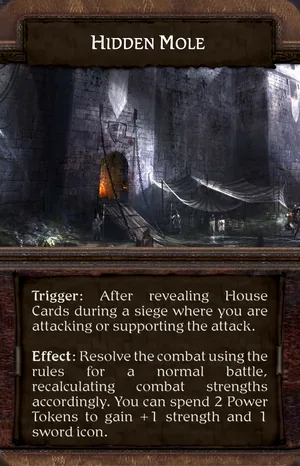 HIDDEN MOLE
Trigger: After revealing House
Cards during a siege where you are
attacking or supporting the attack.
Effect: Resolve the combat using the
rules for a normal battle,
recalculating combat strengths
accordingly. You can spend 2 Power
Tokens to gain +1 strength and 1
sword icon.